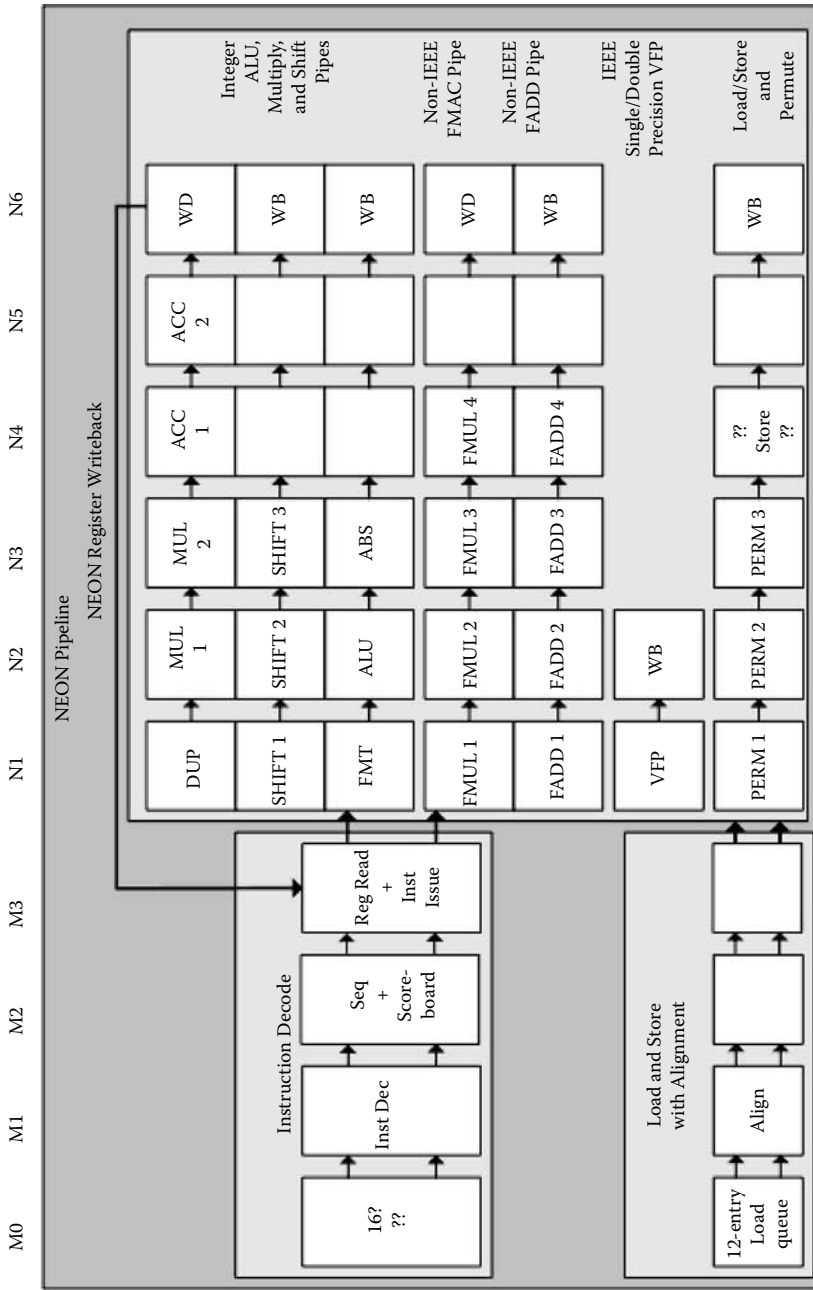 M0
M1
M2
M3
N1
N2
N3
N4
N5
N6
NEON Pipeline
NEON Register Writeback
Instruction Decode
16?
??
Inst Dec
Seq
+
Score-
board
Reg Read
+
Inst
Issue
DUP
MUL
1
MUL
2
ACC
1
ACC
2
WD
Integer
ALU,
Multiply,
and Shift
Pipes
SHIFT 1
SHIFT 2
SHIFT 3
WB
FMT
ALU
ABS
WB
FMUL 1
FMUL 2
FMUL 3
FMUL 4
WD
Non-IEEE
FMAC Pipe
FADD 1
FADD 2
FADD 3
FADD 4
WB
Non-IEEE
FADD Pipe
VFP
WB
IEEE
Single/Double
Precision VFP
Load and Store
with Alignment
12-entry
Load
queue
Align
PERM 1
PERM 2
PERM 3
??
Store
??
WB
Load/Store
and
Permute